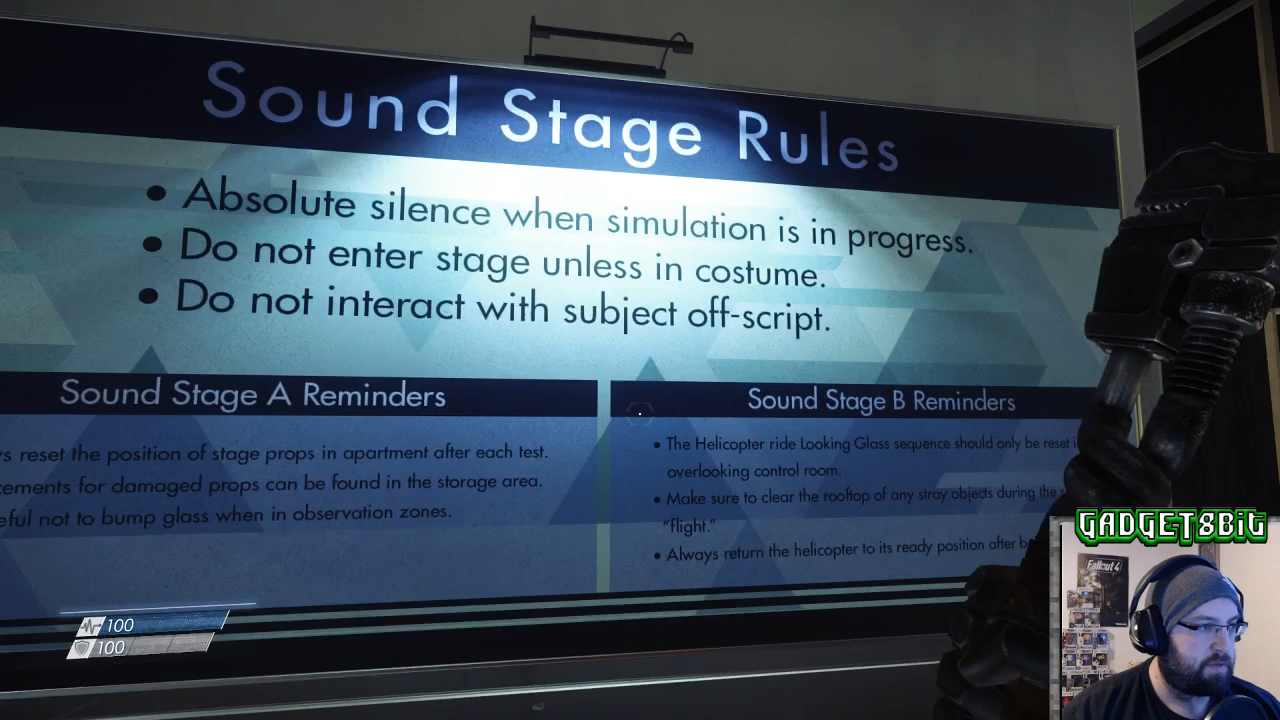 Sound Stage Rules
• Absolute silence when simulation is in progress.
• Do not enter stage unless in costume.
• Do not interact with subject off-script.
Sound Stage A Reminders
reset the position of stage props in apartment after each test.
for damaged props can be found in the storage area.
not to bump glass when in observation zones.
Sound Stage B Reminders
• The Helicopter ride Looking Glass sequence should only be reset
overlooking control room.
• Make sure to clear the rooftop of any stray objects during the
"flight."
• Always return the helicopter to its ready position after
100
100
GADGET8BiT
Fallout 4